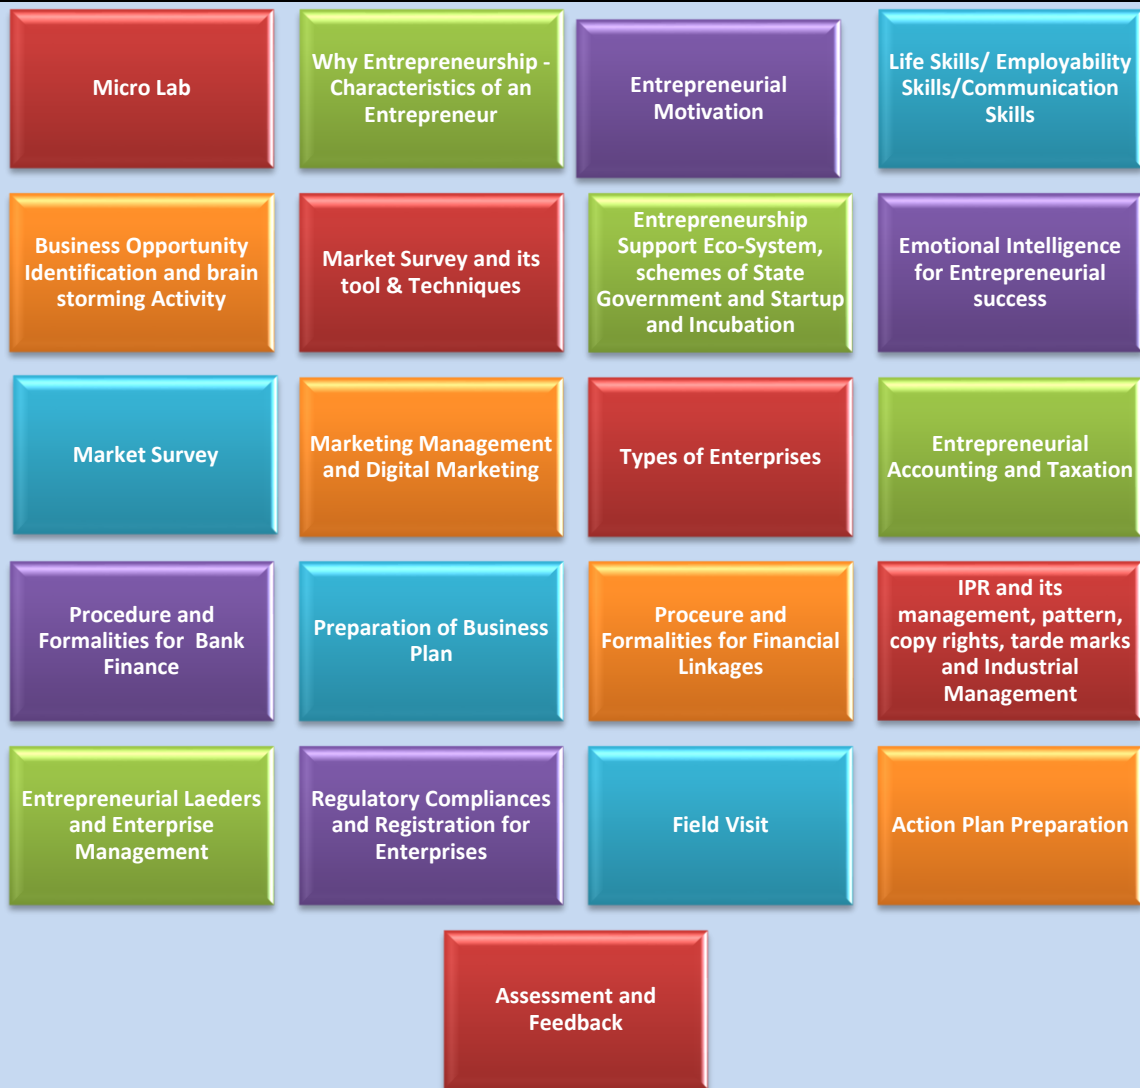 Micro Lab
Why Entrepreneurship -
Characteristics of an
Entrepreneur
Entrepreneurial
Motivation
Life Skills/ Employability
Skills/Communication
Skills
Business Opportunity
Identification and brain
storming Activity
Market Survey and its
tool & Techniques
Entrepreneurship
Support Eco-System,
schemes of State
Government and Startup
and Incubation
Emotional Intelligence
for Entrepreneurial
success
Market Survey
Marketing Management
and Digital Marketing
Types of Enterprises
Entrepreneurial
Accounting and Taxation
Procedure and
Formalities for Bank
Finance
Preparation of Business
Plan
Proceure and
Formalities for Financial
Linkages
IPR and its
management, pattern,
copy rights, tarde marks
and Industrial
Management
Entrepreneurial Laeders
and Enterprise
Management
Regulatory Compliances
and Registration for
Enterprises
Field Visit
Action Plan Preparation
Assessment and
Feedback